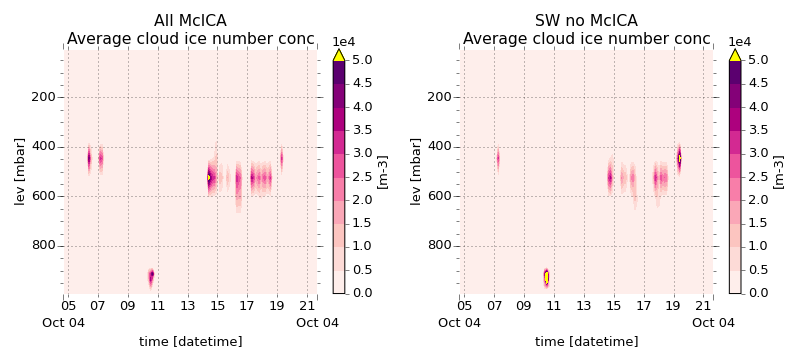 All McICA
Average cloud ice number conc
1e4
5.0
4.5
4.0
3.5
3.0
2.5
2.0
1.5
1.0
0.5
0.0
[m-3]
lev [mbar]
200
400
600
800
05 07 09 11 13 15 17 19 21
Oct 04 Oct 04
time [datetime]
SW no McICA
Average cloud ice number conc
1e4
5.0
4.5
4.0
3.5
3.0
2.5
2.0
1.5
1.0
0.5
0.0
[m-3]
lev [mbar]
200
400
600
800
05 07 09 11 13 15 17 19 21
Oct 04 Oct 04
time [datetime]